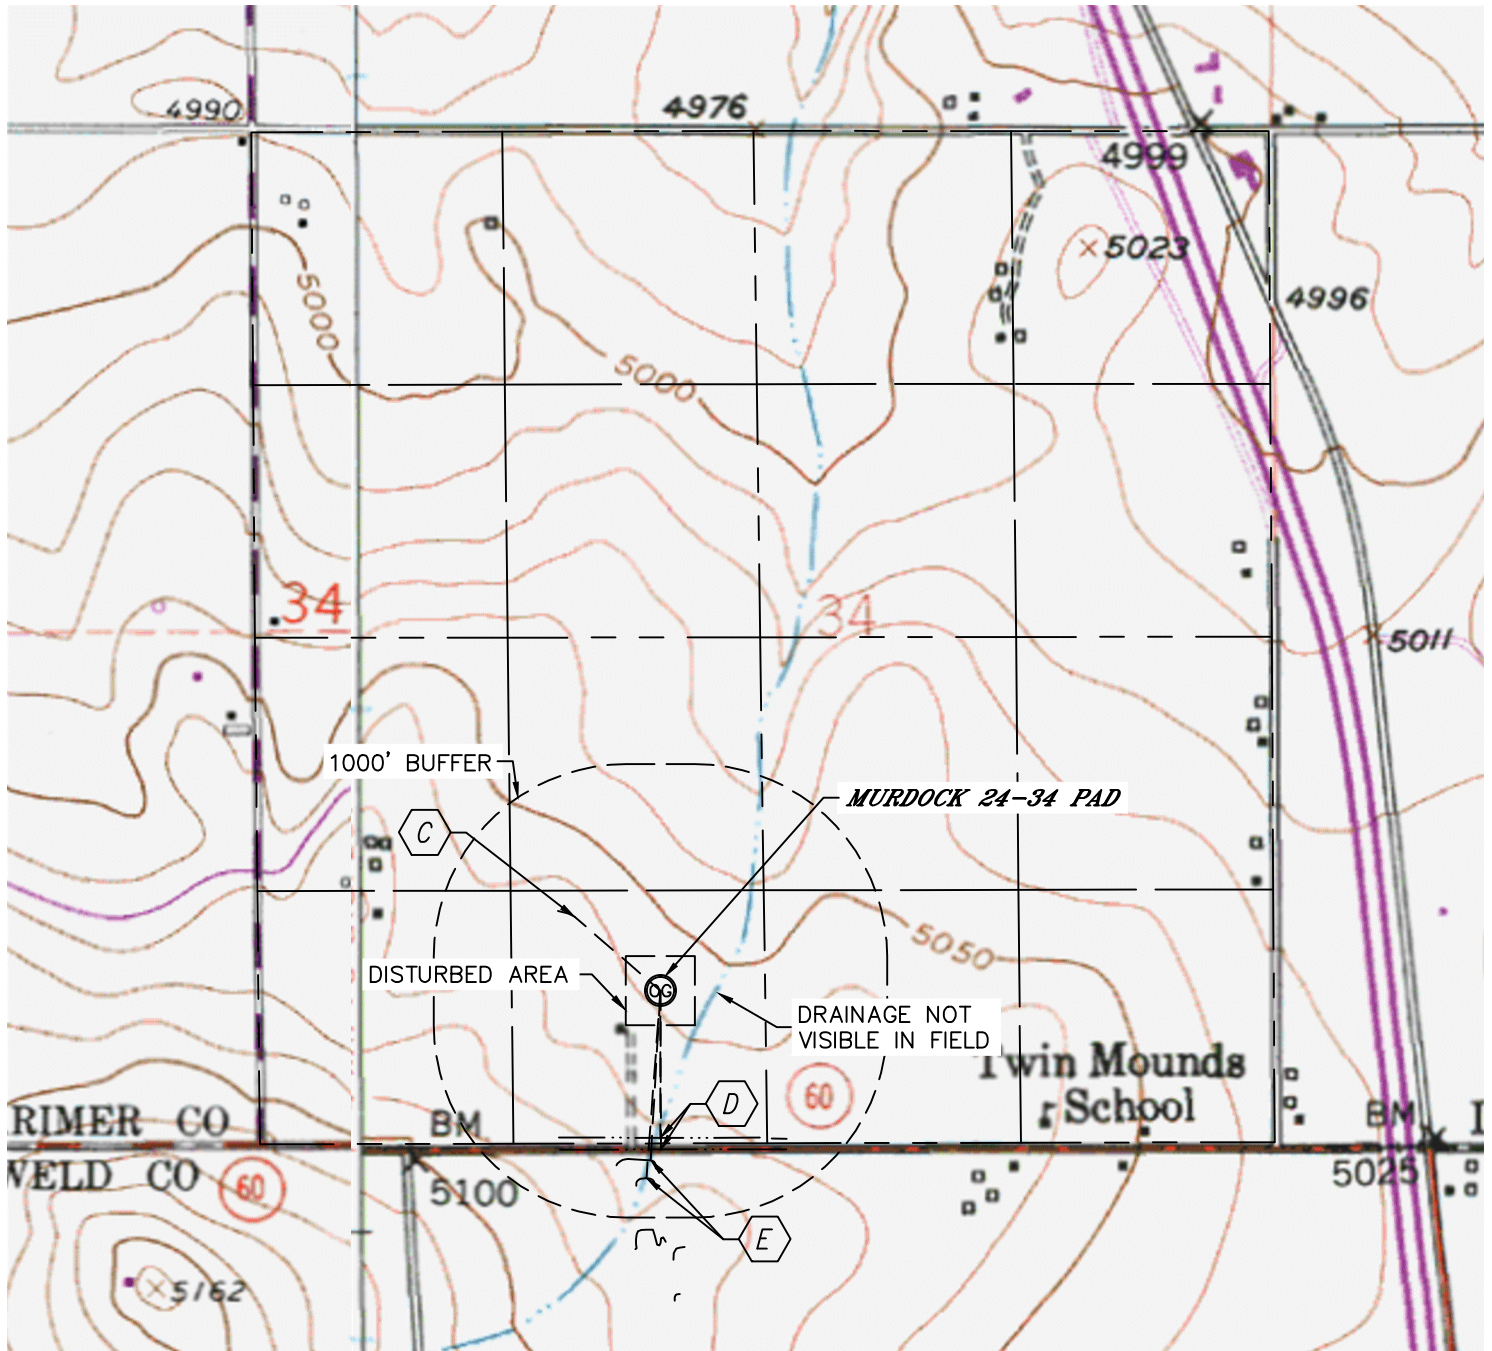 4990
4976
4999
5023
5000
4996
5000
34
34
5011
1000' BUFFER
MURDOCK 24-34 PAD
C
5050
DISTURBED AREA
OG
DRAINAGE NOT
VISIBLE IN FIELD
Twin Mounds
School
60
D
RIMER CO
BM
BM
WELD CO
60
5100
5025
E
5162